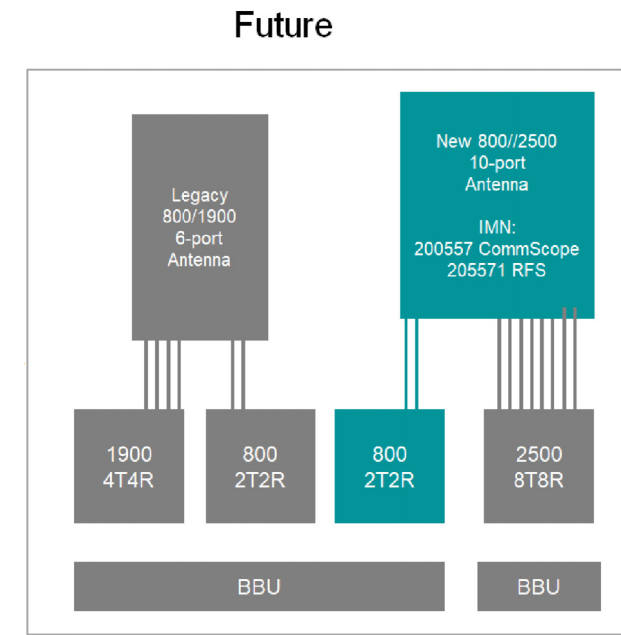 Future
Legacy
800/1900
6-port
Antenna
New 800//2500
10-port
Antenna
IMN:
200557 CommScope
205571 RFS
1900
4T4R
800
2T2R
800
2T2R
2500
8T8R
BBU
BBU